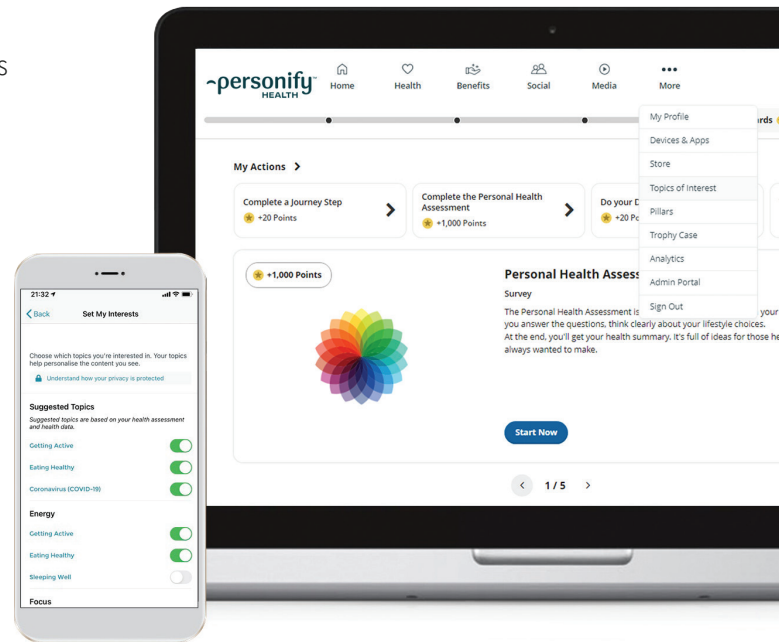 S
personify
HEALTH
Home
Health
Benefits
Social
Media
More
My Profile
Devices & Apps
Store
Topics of Interest
Pillars
Trophy Case
Analytics
Admin Portal
Sign Out
rds
My Actions >
Complete a Journey Step
+20 Points
Complete the Personal Health
Assessment
+1,000 Points
Do your D
+20 Po
+1,000 Points
Personal Health Assess
Survey
The Personal Health Assessment is your
you answer the questions, think clearly about your lifestyle choices.
At the end, you'll get your health summary. It's full of ideas for those he
always wanted to make.
Start Now
< 1 / 5 >
21:32
Back
Set My Interests
Choose which topics you're interested in. Your topics
help personalise the content you see.
Understand how your privacy is protected
Suggested Topics
Suggested topics are based on your health assessment
and health data.
Getting Active
Eating Healthy
Coronavirus (COVID-19)
Energy
Getting Active
Eating Healthy
Sleeping Well
Focus